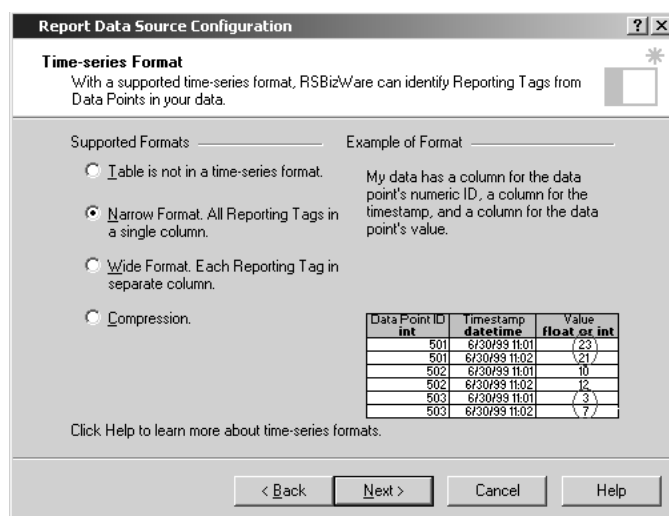 Report Data Source Configuration
Time-series Format
With a supported time-series format, RSBizWare can identify Reporting Tags from
Data Points in your data.
Supported Formats
Table is not in a time-series format.
Narrow Format. All Reporting Tags in
a single column.
Wide Format. Each Reporting Tag in
separate column.
Compression.
Example of Format
My data has a column for the data
point's numeric ID, a column for the
timestamp, and a column for the data
point's value.
Data Point ID Timestamp Value
int datetime float or int
501 6/30/99 11:01 (23)
501 6/30/99 11:02 (21)
502 6/30/99 11:01 10
502 6/30/99 11:02 12
503 6/30/99 11:01 (3)
503 6/30/99 11:02 (7)
Click Help to learn more about time-series formats.
< Back Next > Cancel Help